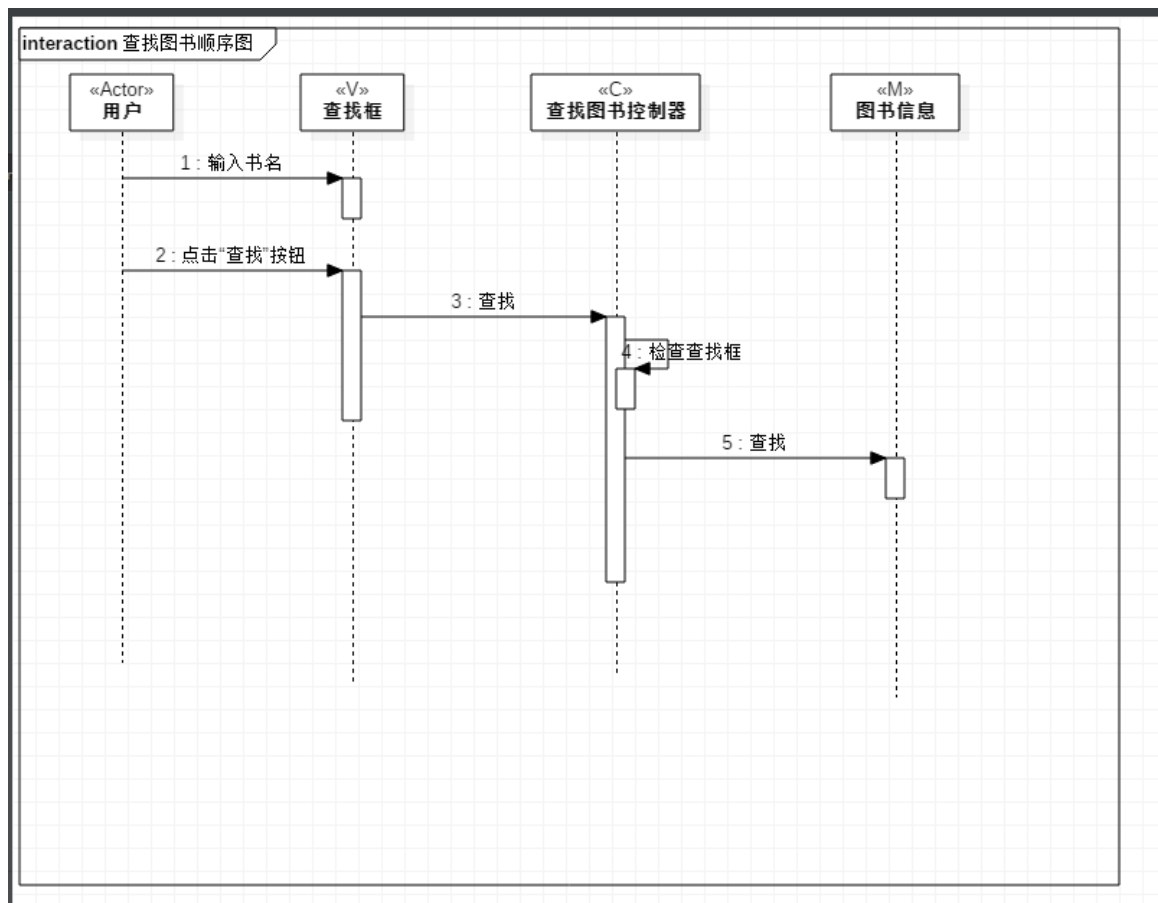 interaction 查找图书顺序图
«Actor»
用户
«V»
查找框
«C»
查找图书控制器
«M»
图书信息
1 : 输入书名
2 : 点击“查找”按钮
3 : 查找
4 : 检查查找框
5 : 查找